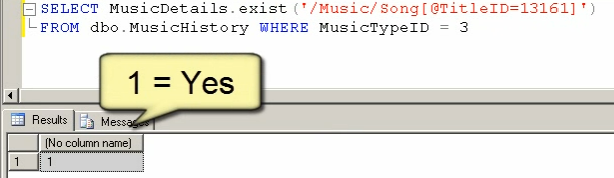 SELECT MusicDetails.exist('/Music/Song[@TitleID=13161]')
FROM dbo.MusicHistory WHERE MusicTypeID = 3
1 = Yes
Results Messages
(No column name)
1 1